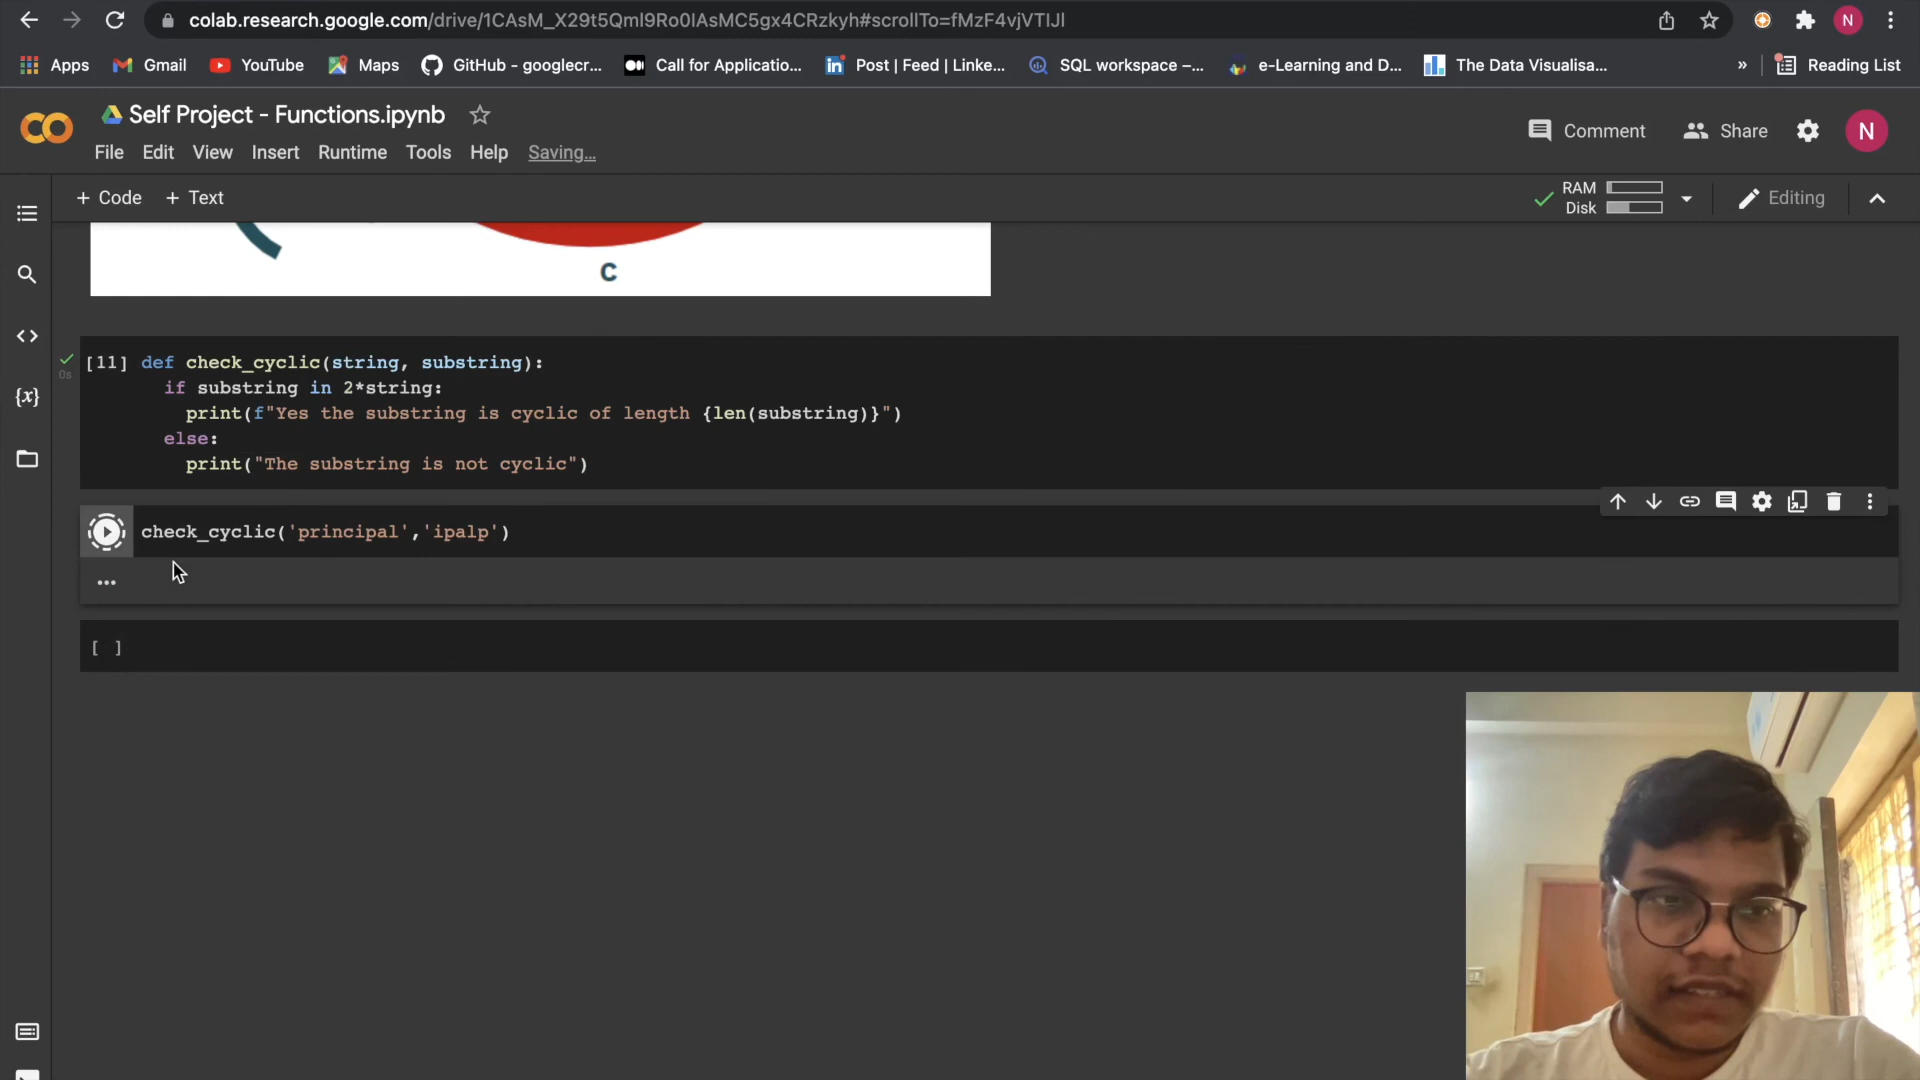 colab.research.google.com/drive/1CAsM_X29t5Qml9Ro0lAsMC5gx4CRzkyh#scrollTo=fMzF4vjVTIJl
N
Apps Gmail YouTube Maps GitHub - googlecr... Call for Applicatio... Post | Feed | Linke... SQL workspace –... e-Learning and D... The Data Visualisa... » Reading List
Self Project - Functions.ipynb
Comment Share N
File Edit View Insert Runtime Tools Help Saving...
+ Code + Text
RAM
Disk
Editing
C
[11] def check_cyclic(string, substring):
if substring in 2*string:
print(f"Yes the substring is cyclic of length {len(substring)}")
else:
print("The substring is not cyclic")
0s
{x}
check_cyclic('principal','ipalp')
...
[ ]